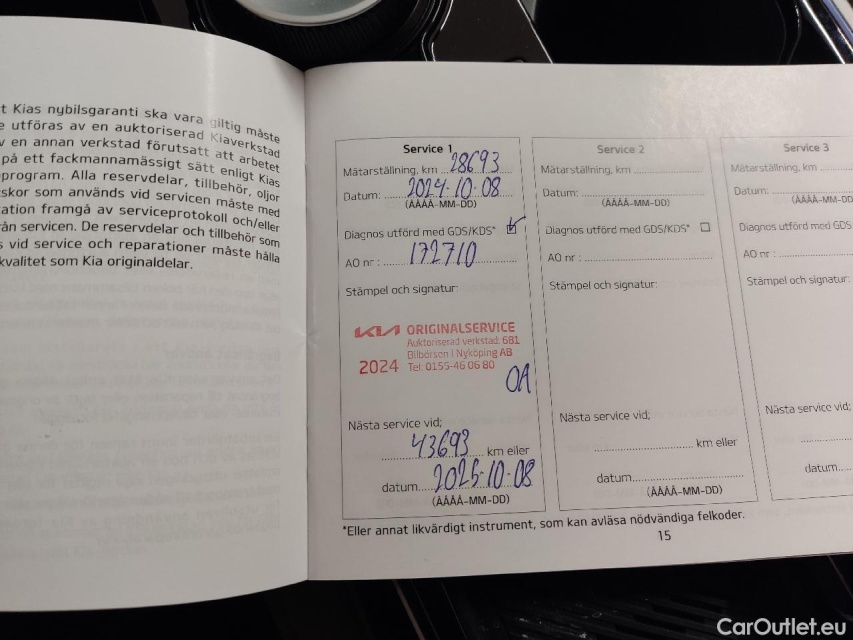 t Kias nybilsgaranti ska vara giltig måste
e utföras av en auktoriserad Kiaverkstad
v en annan verkstad förutsatt att arbetet
på ett fackmannamässigt sätt enligt Kias
program. Alla reservdelar, tillbehör, oljor
skor som används vid servicen måste med
ation framgå av serviceprotokoll och/eller
rån servicen. De reservdelar och tillbehör som
s vid service och reparationer måste hålla
kvalitet som Kia originaldelar.
Service 1
Mätarställning, km 28693
Datum: 2024-10-08
(ÅÅÅÅ-MM-DD)
Diagnos utförd med GDS/KDS*
AO nr: 172710
Stämpel och signatur:
KIA ORIGINALSERVICE
Auktoriserad verkstad: 681
Bilbörsen i Nyköping AB
2024 Tel: 0155-46 06 80
OA
Nästa service vid;
43693 km eller
datum 2025-10-08
(ÅÅÅÅ-MM-DD)
Service 2
Mätarställning, km
Datum:
(ÅÅÅÅ-MM-DD)
Diagnos utförd med GDS/KDS*
AO nr:
Stämpel och signatur:
Nästa service vid;
km eller
datum
(ÅÅÅÅ-MM-DD)
Service 3
Mätarställning, km
Datum:
(ÅÅÅÅ-MM-DD
Diagnos utförd med GDS
AO nr:
Stämpel och signatur:
Nästa service vid;
datum
*Eller annat likvärdigt instrument, som kan avläsa nödvändiga felkoder.
15
CarOutlet.eu